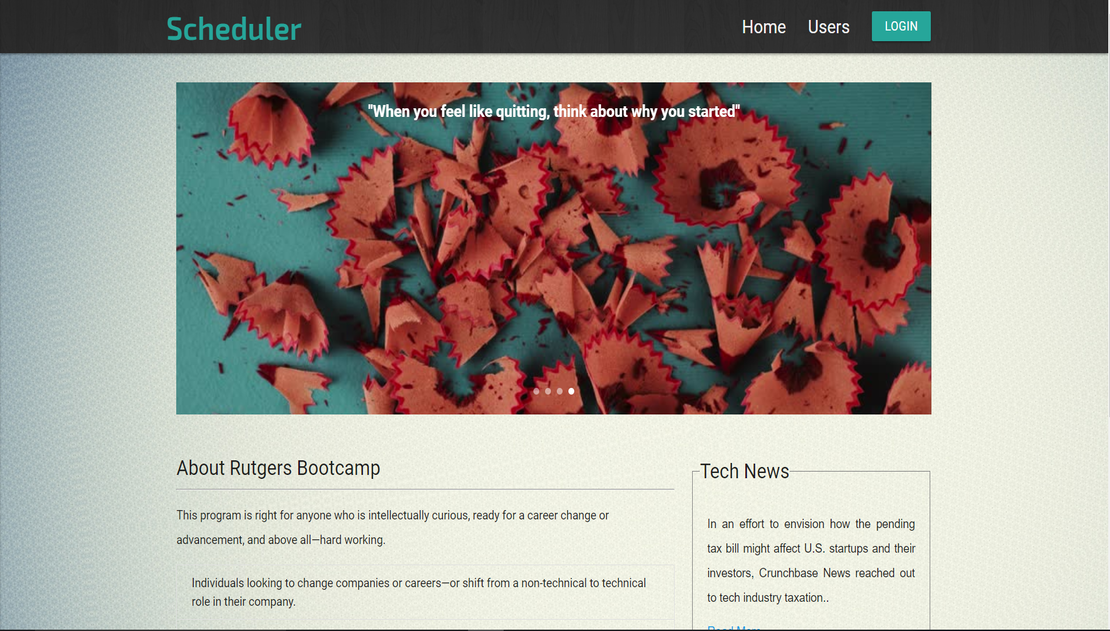 Scheduler
Home Users LOGIN
"When you feel like quitting, think about why you started"
About Rutgers Bootcamp
This program is right for anyone who is intellectually curious, ready for a career change or
advancement, and above all—hard working.
Individuals looking to change companies or careers—or shift from a non-technical to technical
role in their company.
Tech News
In an effort to envision how the pending
tax bill might affect U.S. startups and their
investors, Crunchbase News reached out
to tech industry taxation..